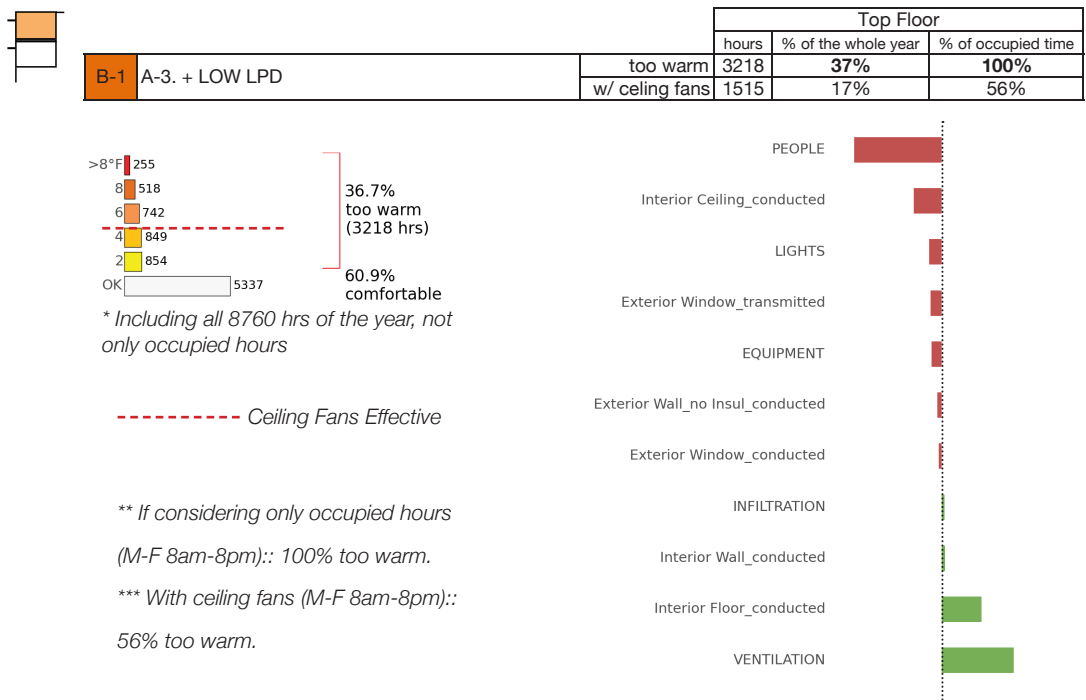 Top Floor
hours % of the whole year % of occupied time
B-1 A-3. + LOW LPD too warm 3218 37% 100%
w/ celing fans 1515 17% 56%
>8°F 255
8 518
6 742
4 849
2 854
OK 5337
36.7%
too warm
(3218 hrs)
60.9%
comfortable
* Including all 8760 hrs of the year, not
only occupied hours
Ceiling Fans Effective
** If considering only occupied hours
(M-F 8am-8pm):: 100% too warm.
*** With ceiling fans (M-F 8am-8pm)::
56% too warm.
PEOPLE
Interior Ceiling_conducted
LIGHTS
Exterior Window_transmitted
EQUIPMENT
Exterior Wall_no Insul_conducted
Exterior Window_conducted
INFILTRATION
Interior Wall_conducted
Interior Floor_conducted
VENTILATION